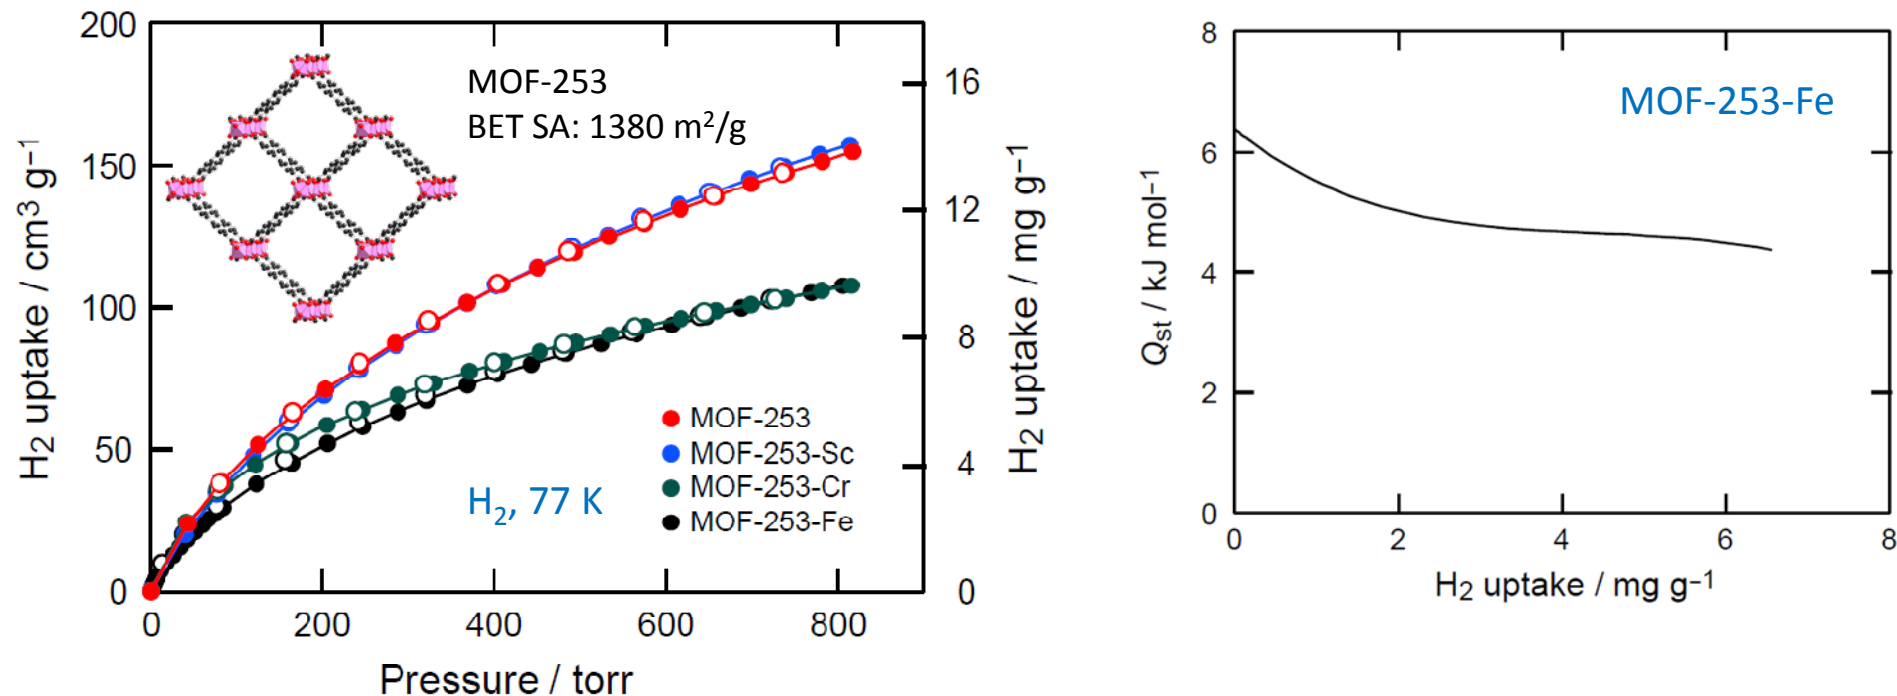 200
150
100
50
0
H₂ uptake / cm³ g⁻¹
MOF-253
BET SA: 1380 m²/g
H₂, 77 K
MOF-253
MOF-253-Sc
MOF-253-Cr
MOF-253-Fe
0 200 400 600 800
Pressure / torr
16
12
8
4
0
H₂ uptake / mg g⁻¹
8
6
4
2
0
Qst / kJ mol⁻¹
MOF-253-Fe
0 2 4 6 8
H₂ uptake / mg g⁻¹